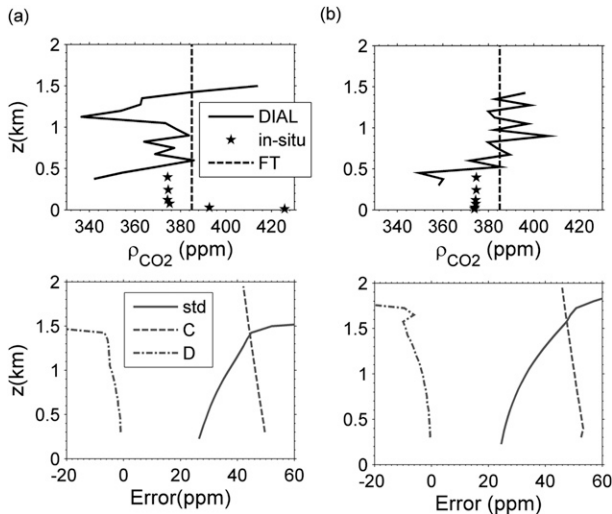 (a)
(b)
2
1.5
1
0.5
0
z(km)
340 360 380 400 420
ρCO2 (ppm)
DIAL
in-situ
FT
2
1.5
1
0.5
0
z(km)
340 360 380 400 420
ρCO2 (ppm)
2
1.5
1
0.5
0
z(km)
-20 0 20 40 60
Error(ppm)
std
C
D
2
1.5
1
0.5
0
z(km)
-20 0 20 40 60
Error (ppm)